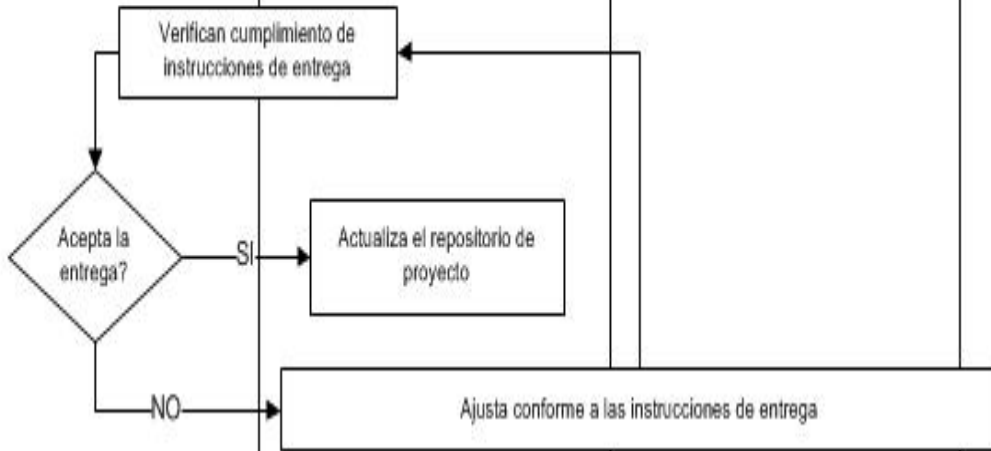 Verifican cumplimiento de
instrucciones de entrega
Acepta la
entrega?
SI
Actualiza el repositorio de
proyecto
NO
Ajusta conforme a las instrucciones de entrega